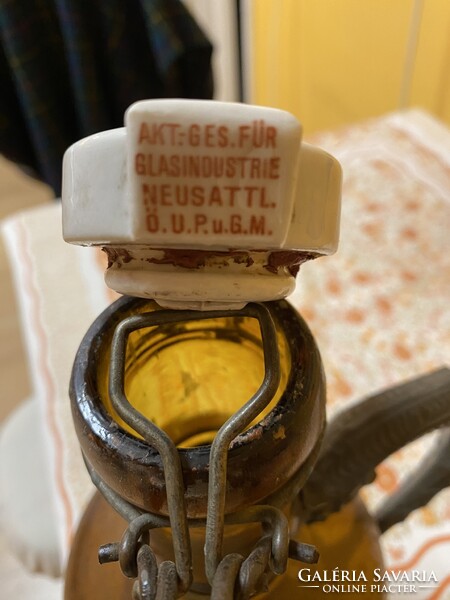 AKT.-GES.FÜR
GLASINDUSTRIE
NEUSATTL.
Ö.U.P.u.G.M.
GALÉRIA SAVARIA
ONLINE PIACTÉR